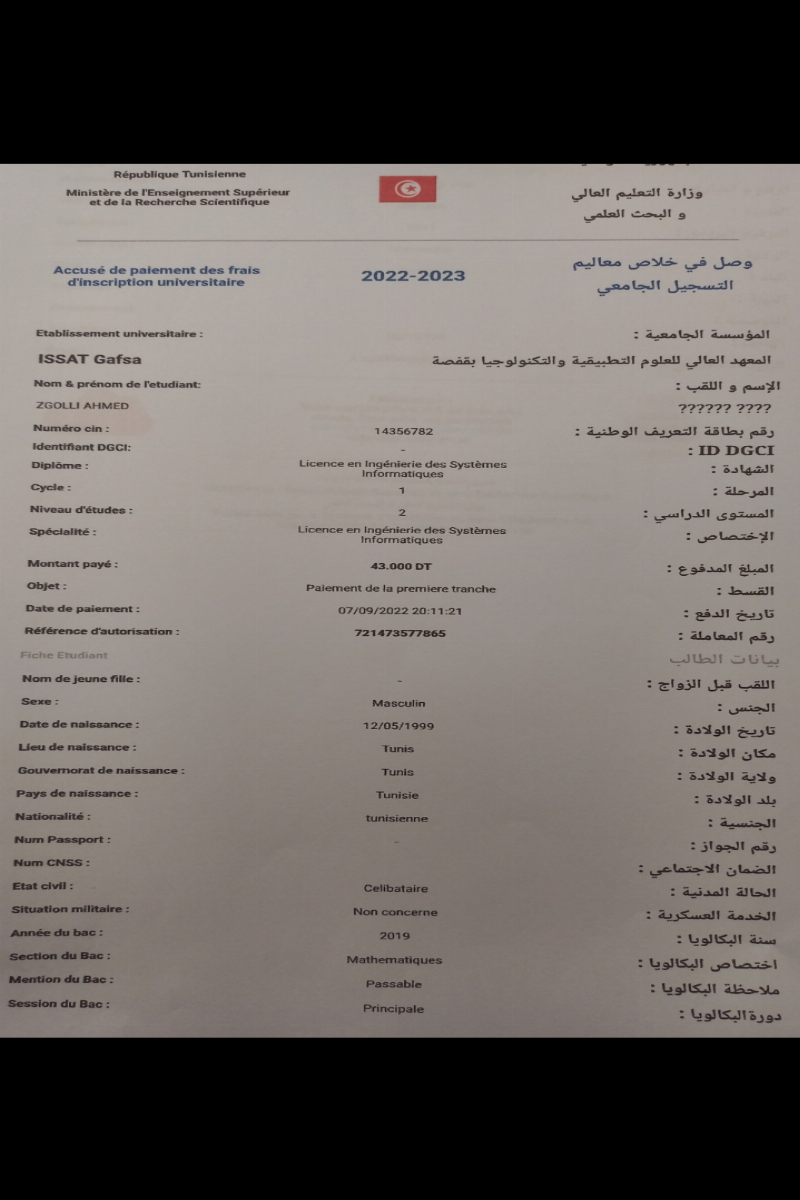 République Tunisienne
Ministère de l'Enseignement Supérieur
et de la Recherche Scientifique
وزارة التعليم العالي
و البحث العلمي
Accusé de paiement des frais
d'inscription universitaire
2022-2023
وصل في خلاص معاليم
التسجيل الجامعي
Etablissement universitaire : المؤسسة الجامعية :
ISSAT Gafsa المعهد العالي للعلوم التطبيقية والتكنولوجيا بقفصة
Nom & prénom de l'etudiant: الإسم و اللقب :
ZGOLLI AHMED ?????? ????
Numéro cin : 14356782 رقم بطاقة التعريف الوطنية :
Identifiant DGCI: - ID DGCI :
Diplôme : Licence en Ingénierie des Systèmes الشهادة :
Informatiques
Cycle : 1 المرحلة :
Niveau d'études : 2 المستوى الدراسي :
Spécialité : Licence en Ingénierie des Systèmes الإختصاص :
Informatiques
Montant payé : 43.000 DT المبلغ المدفوع :
Objet : Paiement de la premiere tranche القسط :
Date de paiement : 07/09/2022 20:11:21 تاريخ الدفع :
Référence d'autorisation : 721473577865 رقم المعاملة :
Fiche Etudiant بيانات الطالب
Nom de jeune fille : - اللقب قبل الزواج :
Sexe : Masculin الجنس :
Date de naissance : 12/05/1999 تاريخ الولادة :
Lieu de naissance : Tunis مكان الولادة :
Gouvernorat de naissance : Tunis ولاية الولادة :
Pays de naissance : Tunisie بلد الولادة :
Nationalité : tunisienne الجنسية :
Num Passport : - رقم الجواز :
Num CNSS : الضمان الاجتماعي :
Etat civil : Celibataire الحالة المدنية :
Situation militaire : Non concerne الخدمة العسكرية :
Année du bac : 2019 سنة البكالويا :
Section du Bac : Mathematiques اختصاص البكالويا :
Mention du Bac : Passable ملاحظة البكالويا :
Session du Bac : Principale دورة البكالويا :